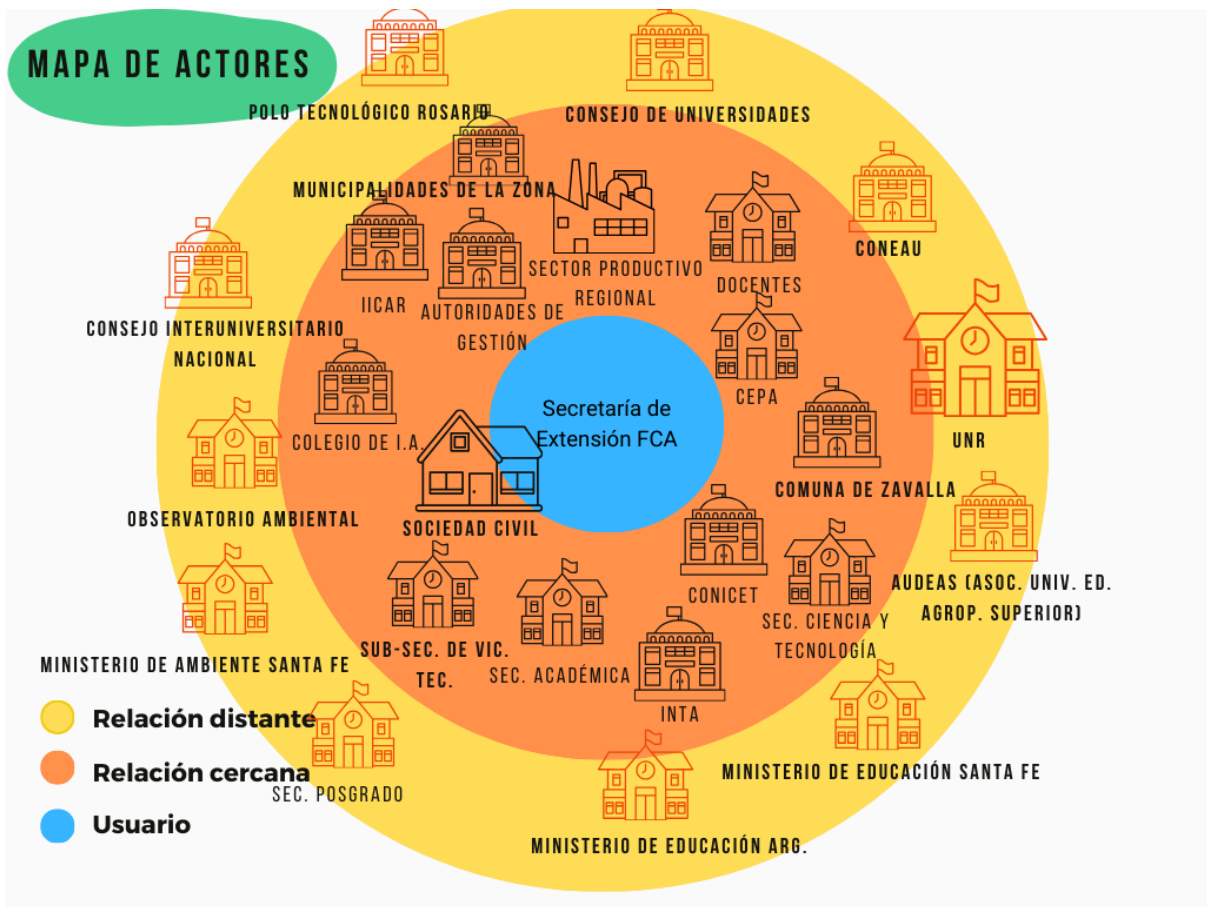 MAPA DE ACTORES
POLO TECNOLÓGICO ROSARIO
CONSEJO DE UNIVERSIDADES
MUNICIPALIDADES DE LA ZONA
CONEAU
SECTOR PRODUCTIVO
REGIONAL
DOCENTES
IICAR
AUTORIDADES DE
GESTIÓN
CONSEJO INTERUNIVERSITARIO
NACIONAL
CEPA
Secretaría de
Extensión FCA
COLEGIO DE I.A.
UNR
COMUNA DE ZAVALLA
OBSERVATORIO AMBIENTAL
SOCIEDAD CIVIL
CONICET
AUDEAS (ASOC. UNIV. ED.
AGROP. SUPERIOR)
SEC. CIENCIA Y
TECNOLOGÍA
SUB-SEC. DE VIC.
TEC.
SEC. ACADÉMICA
MINISTERIO DE AMBIENTE SANTA FE
INTA
Relación distante
Relación cercana
Usuario
SEC. POSGRADO
MINISTERIO DE EDUCACIÓN SANTA FE
MINISTERIO DE EDUCACIÓN ARG.